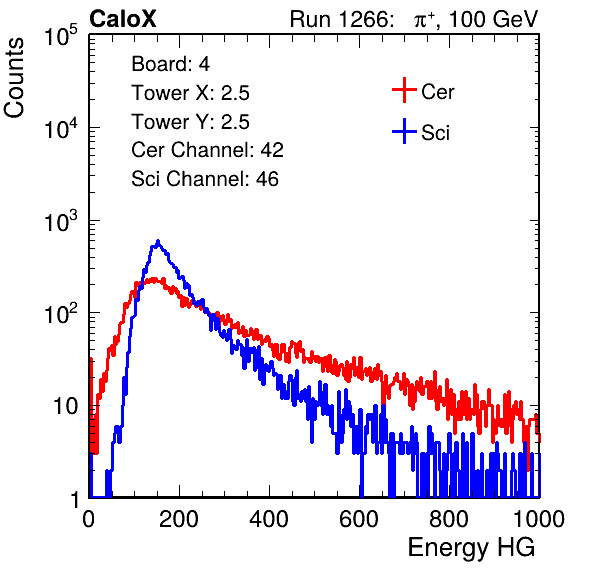 CaloX Run 1266: π⁺, 100 GeV
Counts
10⁵
10⁴
10³
10²
10
1
Board: 4
Tower X: 2.5
Tower Y: 2.5
Cer Channel: 42
Sci Channel: 46
Cer
Sci
0 200 400 600 800 1000
Energy HG